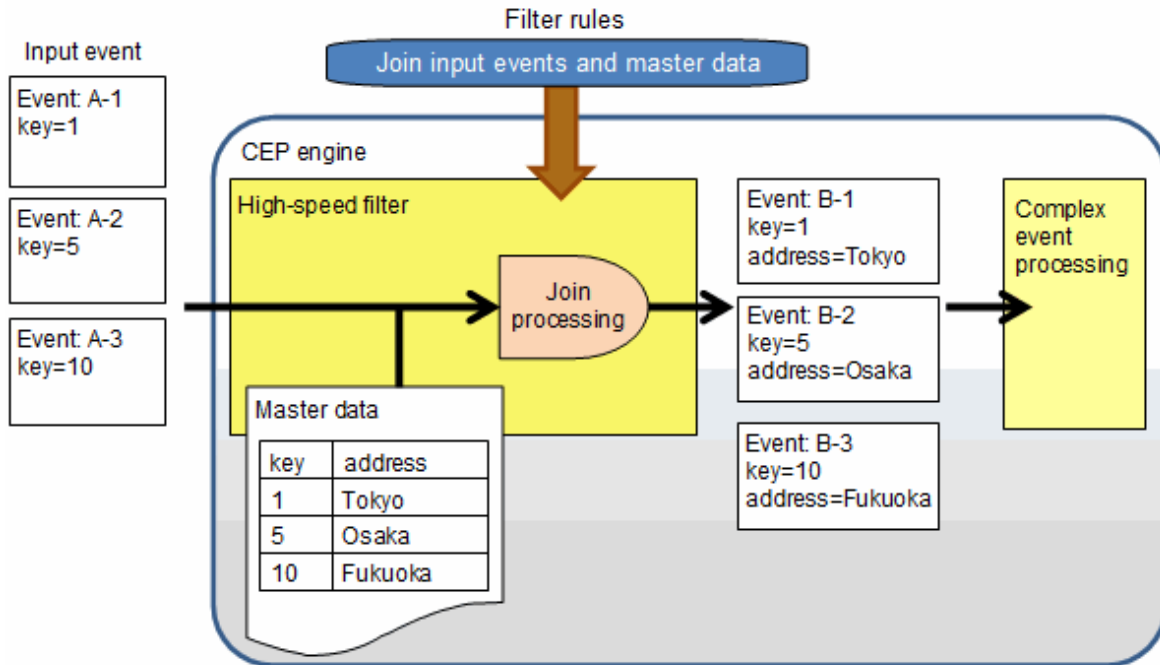 Filter rules
Join input events and master data
Input event
Event: A-1
key=1
Event: A-2
key=5
Event: A-3
key=10
CEP engine
High-speed filter
Join
processing
Master data
key address
1 Tokyo
5 Osaka
10 Fukuoka
Event: B-1
key=1
address=Tokyo
Event: B-2
key=5
address=Osaka
Event: B-3
key=10
address=Fukuoka
Complex
event
processing